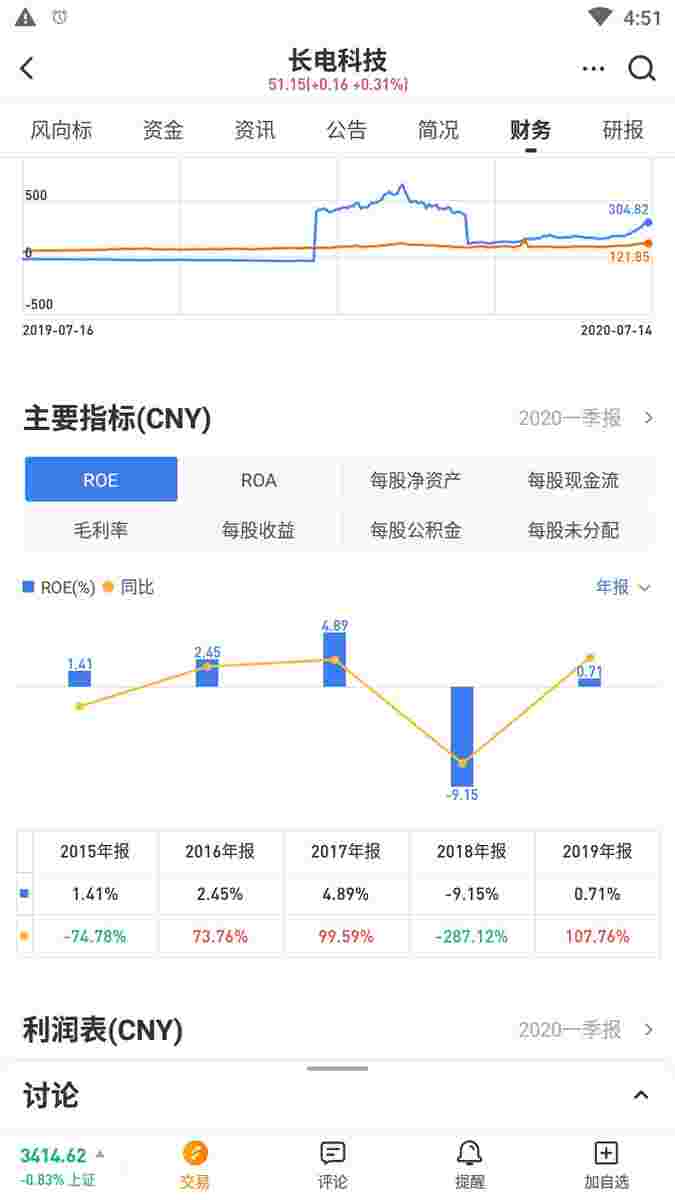 4:51
长电科技
51.15(+0.16 +0.31%)
风向标 资金 资讯 公告 简况 财务 研报
500
304.82
0
121.85
-500
2019-07-16 2020-07-14
主要指标(CNY) 2020一季报
ROE ROA 每股净资产 每股现金流
毛利率 每股收益 每股公积金 每股未分配
ROE(%) 同比 年报
4.89
2.45
1.41
0.71
-9.15
2015年报 2016年报 2017年报 2018年报 2019年报
1.41% 2.45% 4.89% -9.15% 0.71%
-74.78% 73.76% 99.59% -287.12% 107.76%
利润表(CNY) 2020一季报
讨论
3414.62
-0.83% 上证
交易 评论 提醒 加自选